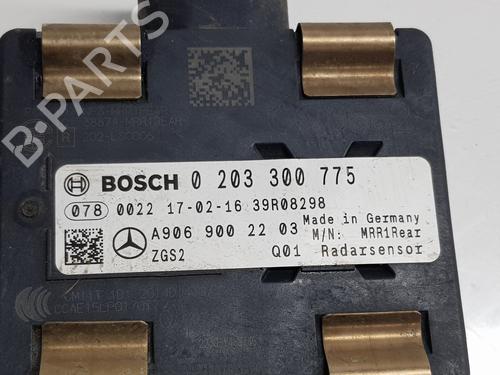 BOSCH 0 203 300 775
078 0022 17-02-16 39R08298
A906 900 22 03 Made in Germany
M/N: MRR1Rear
ZGS2 Q01 Radarsensor
B-Parts